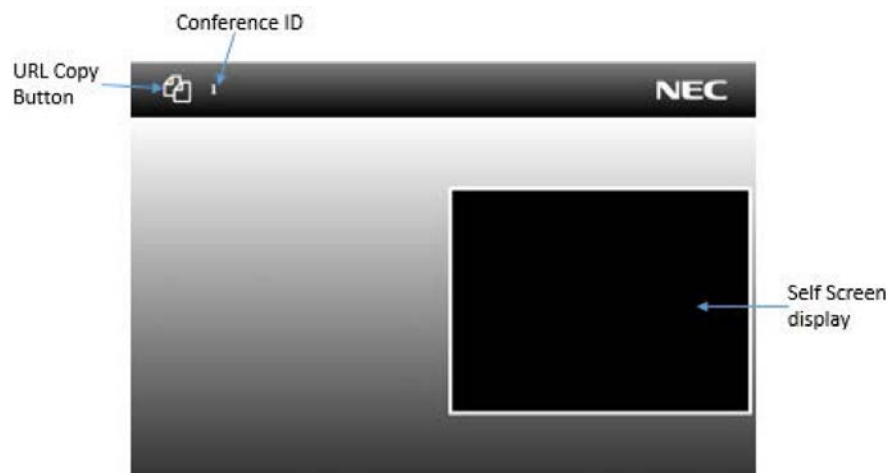 Conference ID
URL Copy
Button
1
NEC
Self Screen
display